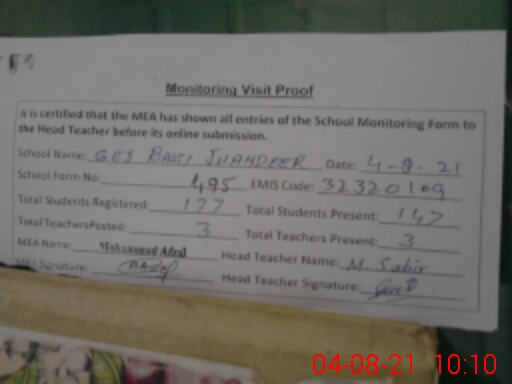 Monitoring Visit Proof
It is certified that the MEA has shown all entries of the School Monitoring Form to
the Head Teacher before its online submission.
School Name: GES BASTI JHANDEER Date: 4-8-21
School Form No: 495 EMIS Code: 32320109
Total Students Registered: 177 Total Students Present: 147
Total TeachersPosted: 3 Total Teachers Present: 3
MEA Name: Muhammad Afzal Head Teacher Name: M. Sabir
MEA Signature: Head Teacher Signature:
04-08-21 10:10